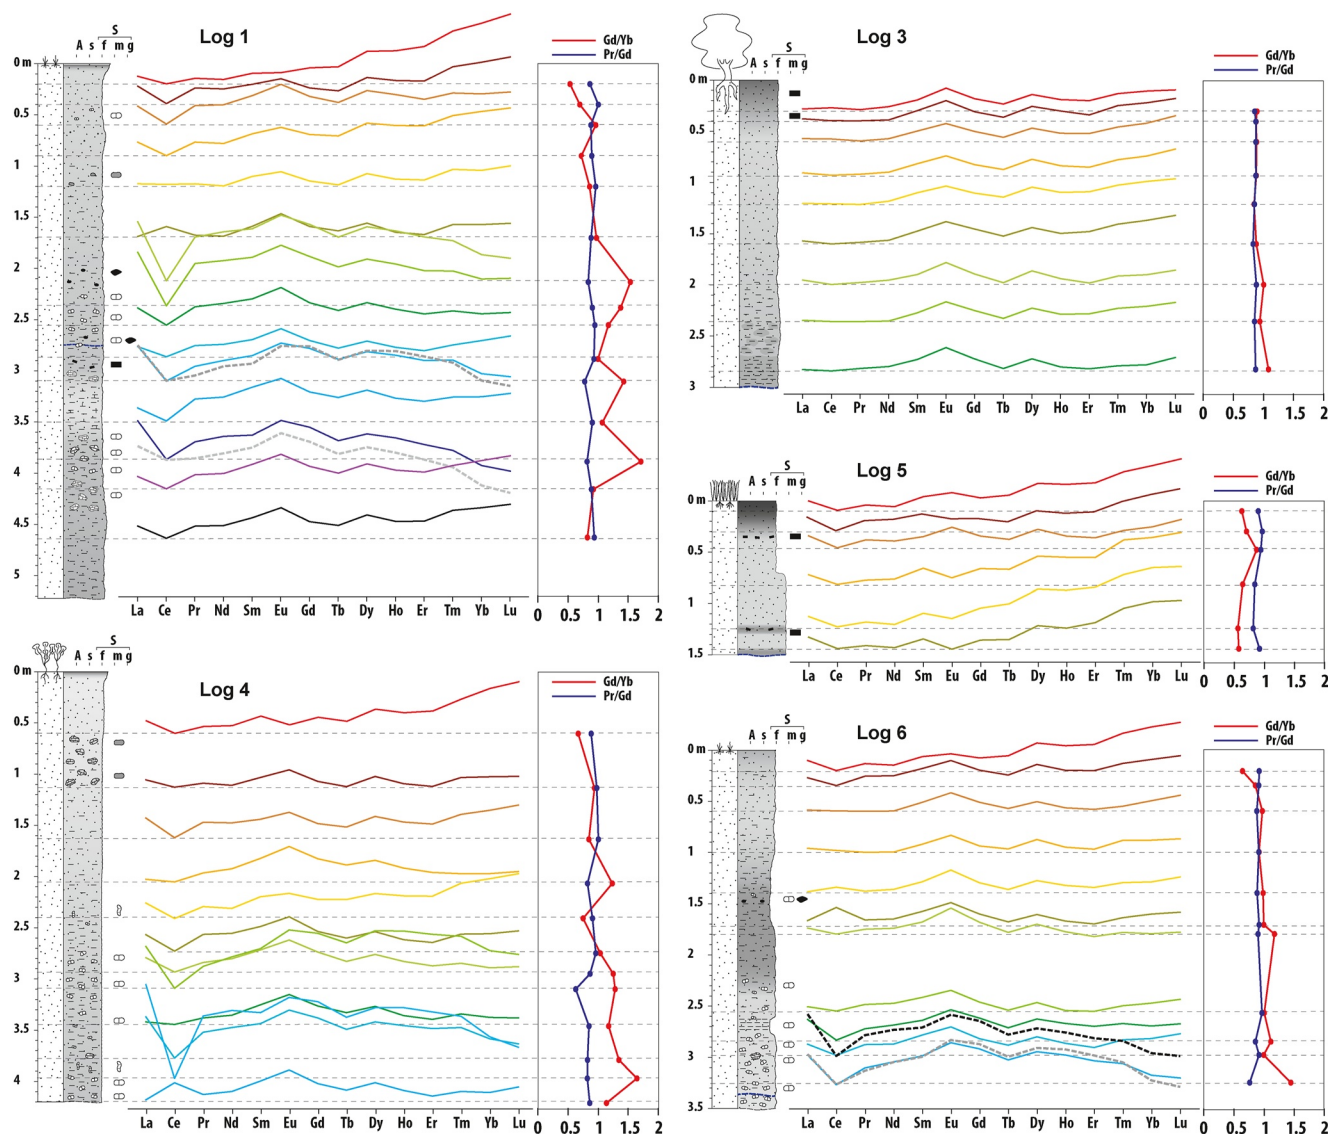 Log 1
S
A s f m g
Gd/Yb
Pr/Gd
0 m
0.5
1
1.5
2
2.5
3
3.5
4
4.5
5
La Ce Pr Nd Sm Eu Gd Tb Dy Ho Er Tm Yb Lu
0 0.5 1 1.5 2
Log 3
S
A s f m g
Gd/Yb
Pr/Gd
0 m
0.5
1
1.5
2
2.5
3
La Ce Pr Nd Sm Eu Gd Tb Dy Ho Er Tm Yb Lu
0 0.5 1 1.5 2
Log 5
S
A s f m g
Gd/Yb
Pr/Gd
0 m
0.5
1
1.5
La Ce Pr Nd Sm Eu Gd Tb Dy Ho Er Tm Yb Lu
0 0.5 1 1.5 2
Log 4
S
A s f m g
Gd/Yb
Pr/Gd
0 m
0.5
1
1.5
2
2.5
3
3.5
4
La Ce Pr Nd Sm Eu Gd Tb Dy Ho Er Tm Yb Lu
0 0.5 1 1.5 2
Log 6
S
A s f m g
Gd/Yb
Pr/Gd
0 m
0.5
1
1.5
2
2.5
3
3.5
La Ce Pr Nd Sm Eu Gd Tb Dy Ho Er Tm Yb Lu
0 0.5 1 1.5 2